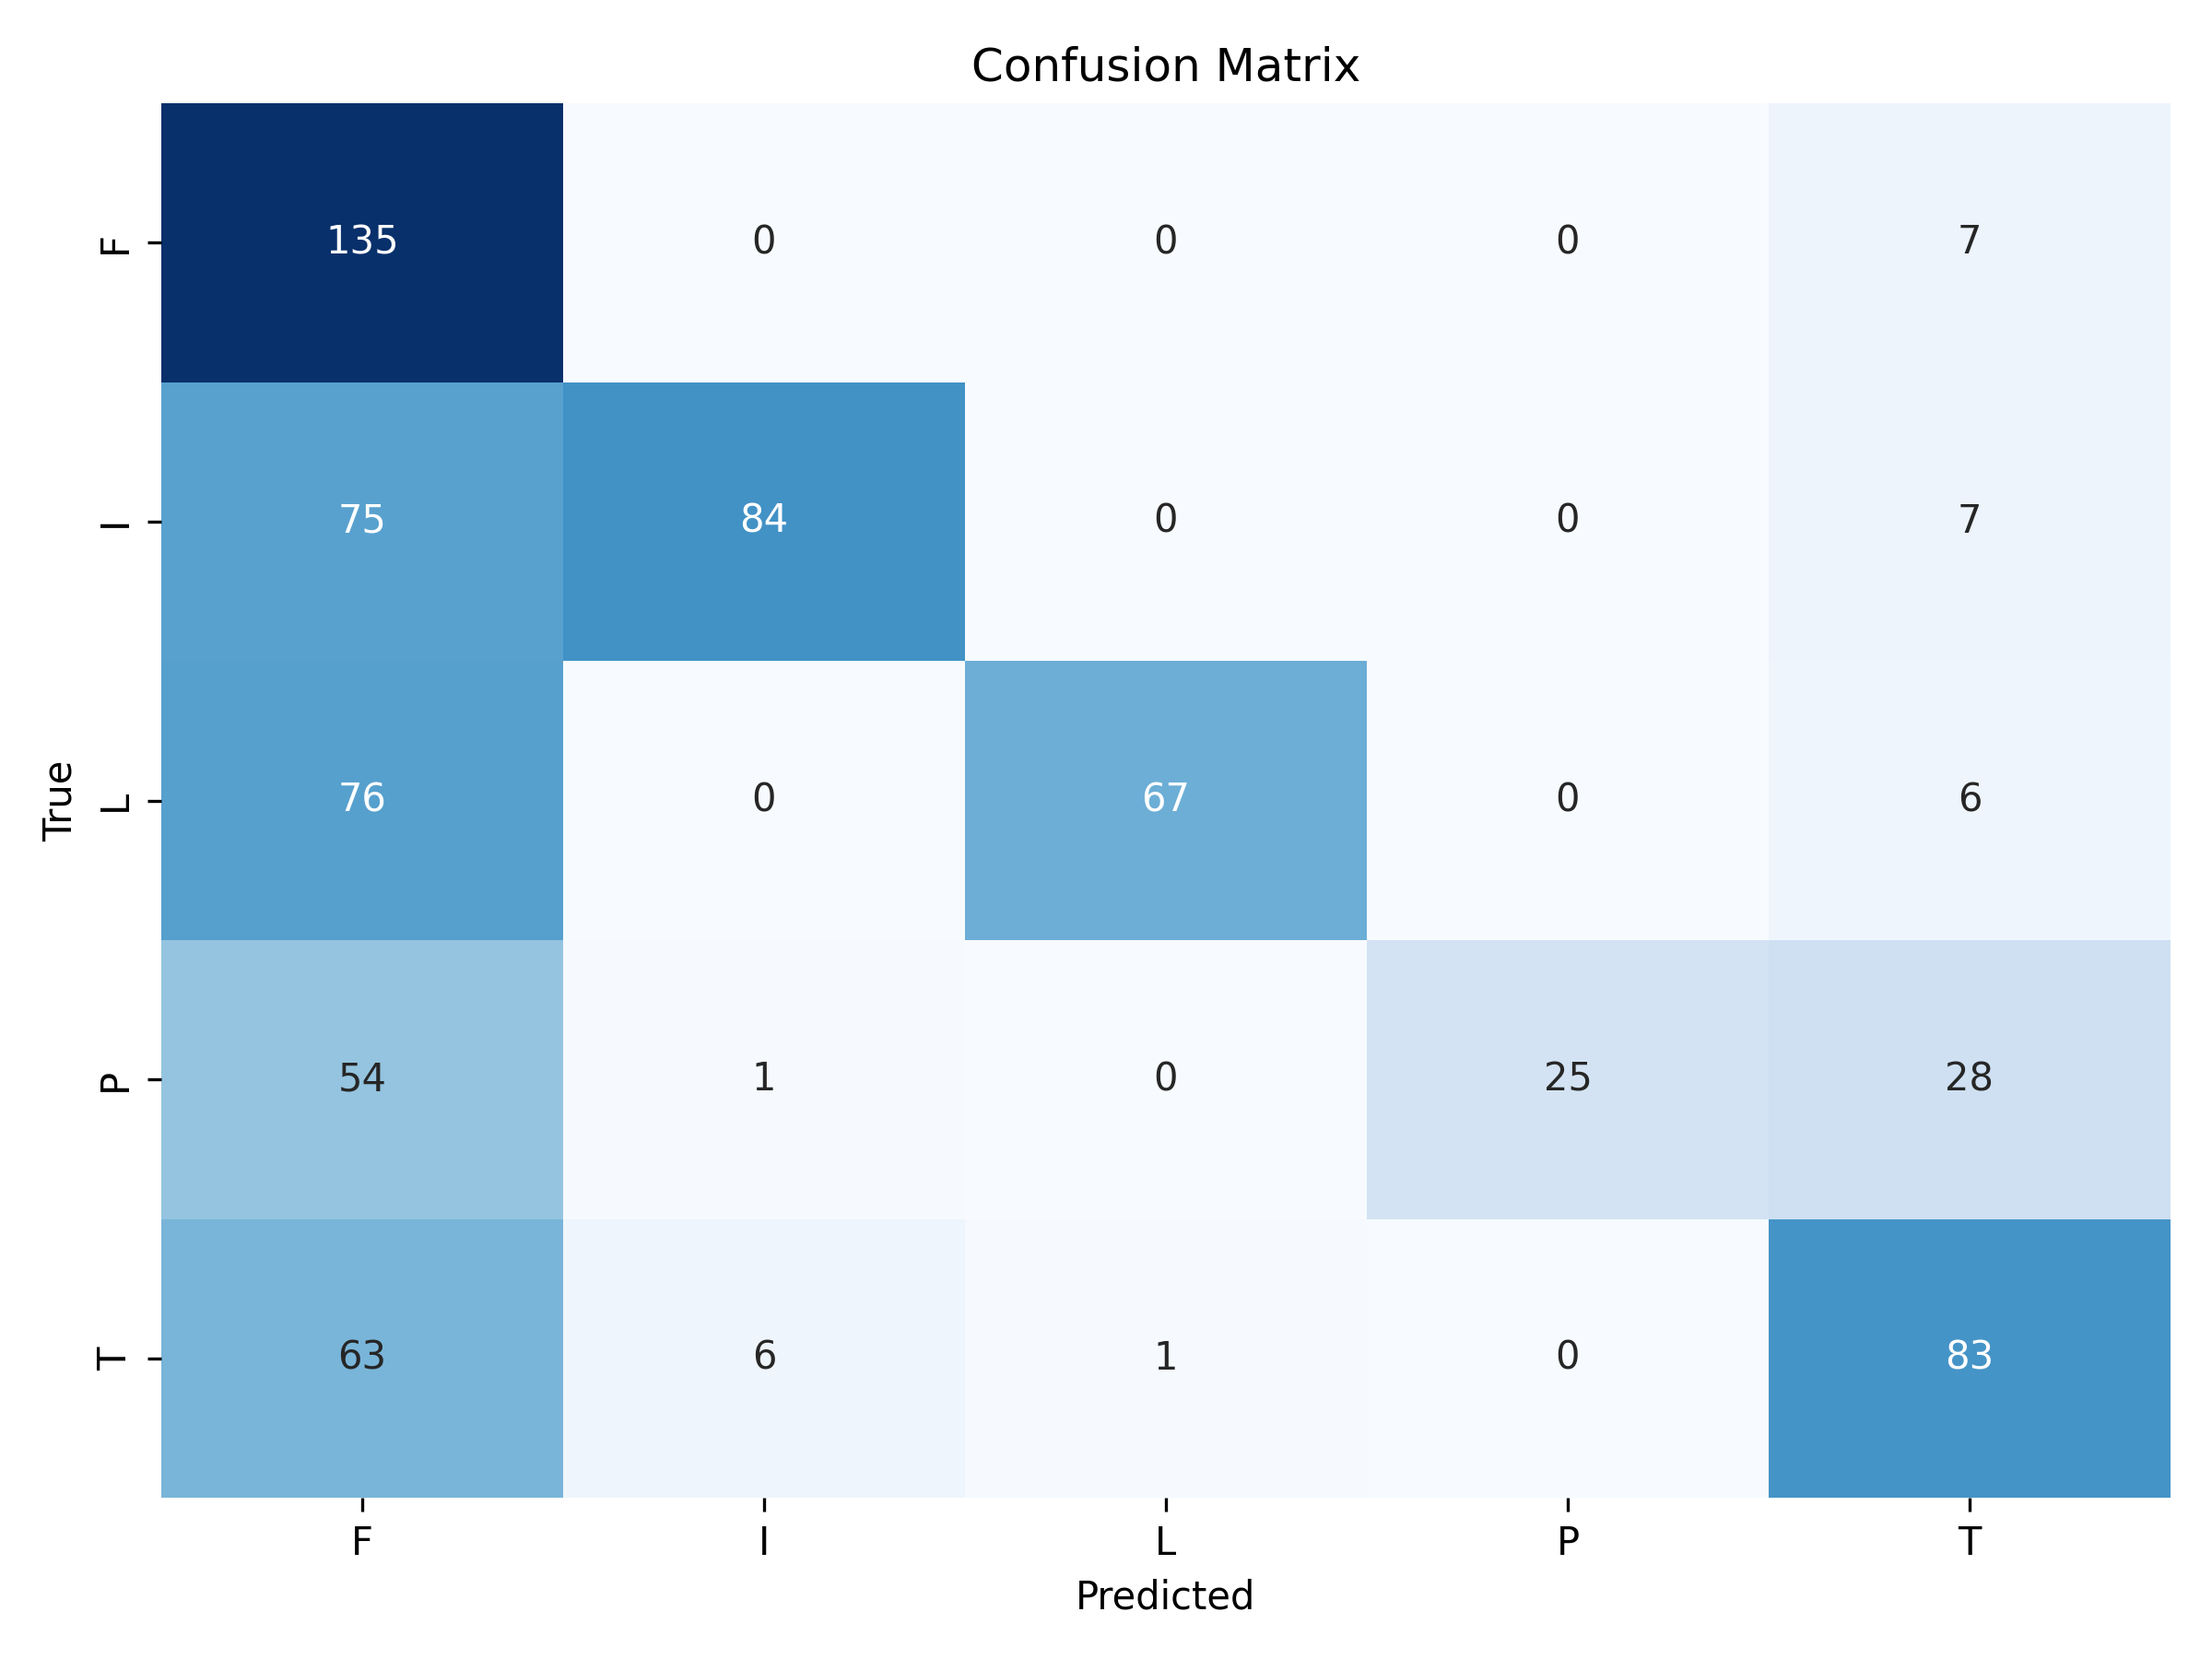 Confusion Matrix
F 135 0 0 0 7
I 75 84 0 0 7
L 76 0 67 0 6
P 54 1 0 25 28
T 63 6 1 0 83
True
F I L P T
Predicted